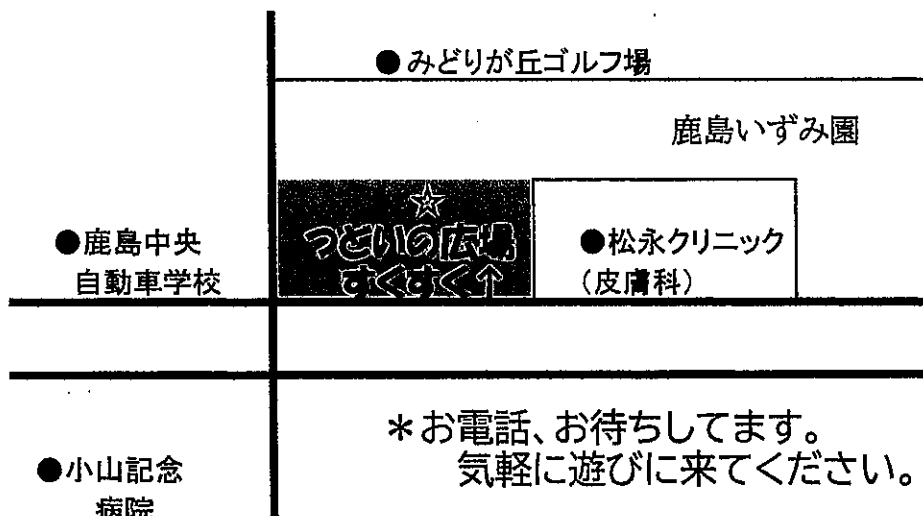 ●みどりが丘ゴルフ場
鹿島いずみ園
☆
つどいの広場
すくすく↑
●鹿島中央
自動車学校
●松永クリニック
(皮膚科)
＊お電話、お待ちしてます。
気軽に遊びに来てください。
●小山記念
病院